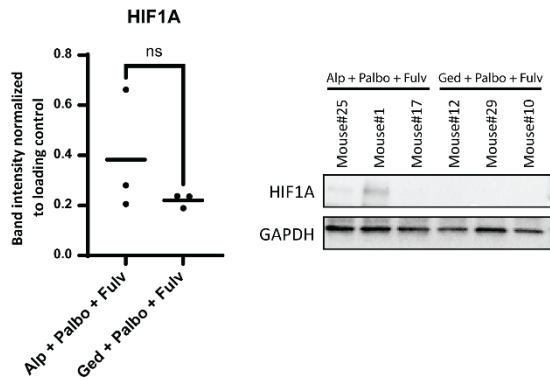 HIF1A
Band intensity normalized
to loading control
0.8
0.6
0.4
0.2
0.0
ns
Alp + Palbo + Fulv
Ged + Palbo + Fulv
Alp + Palbo + Fulv
Ged + Palbo + Fulv
Mouse#25
Mouse#1
Mouse#17
Mouse#12
Mouse#29
Mouse#10
HIF1A
GAPDH